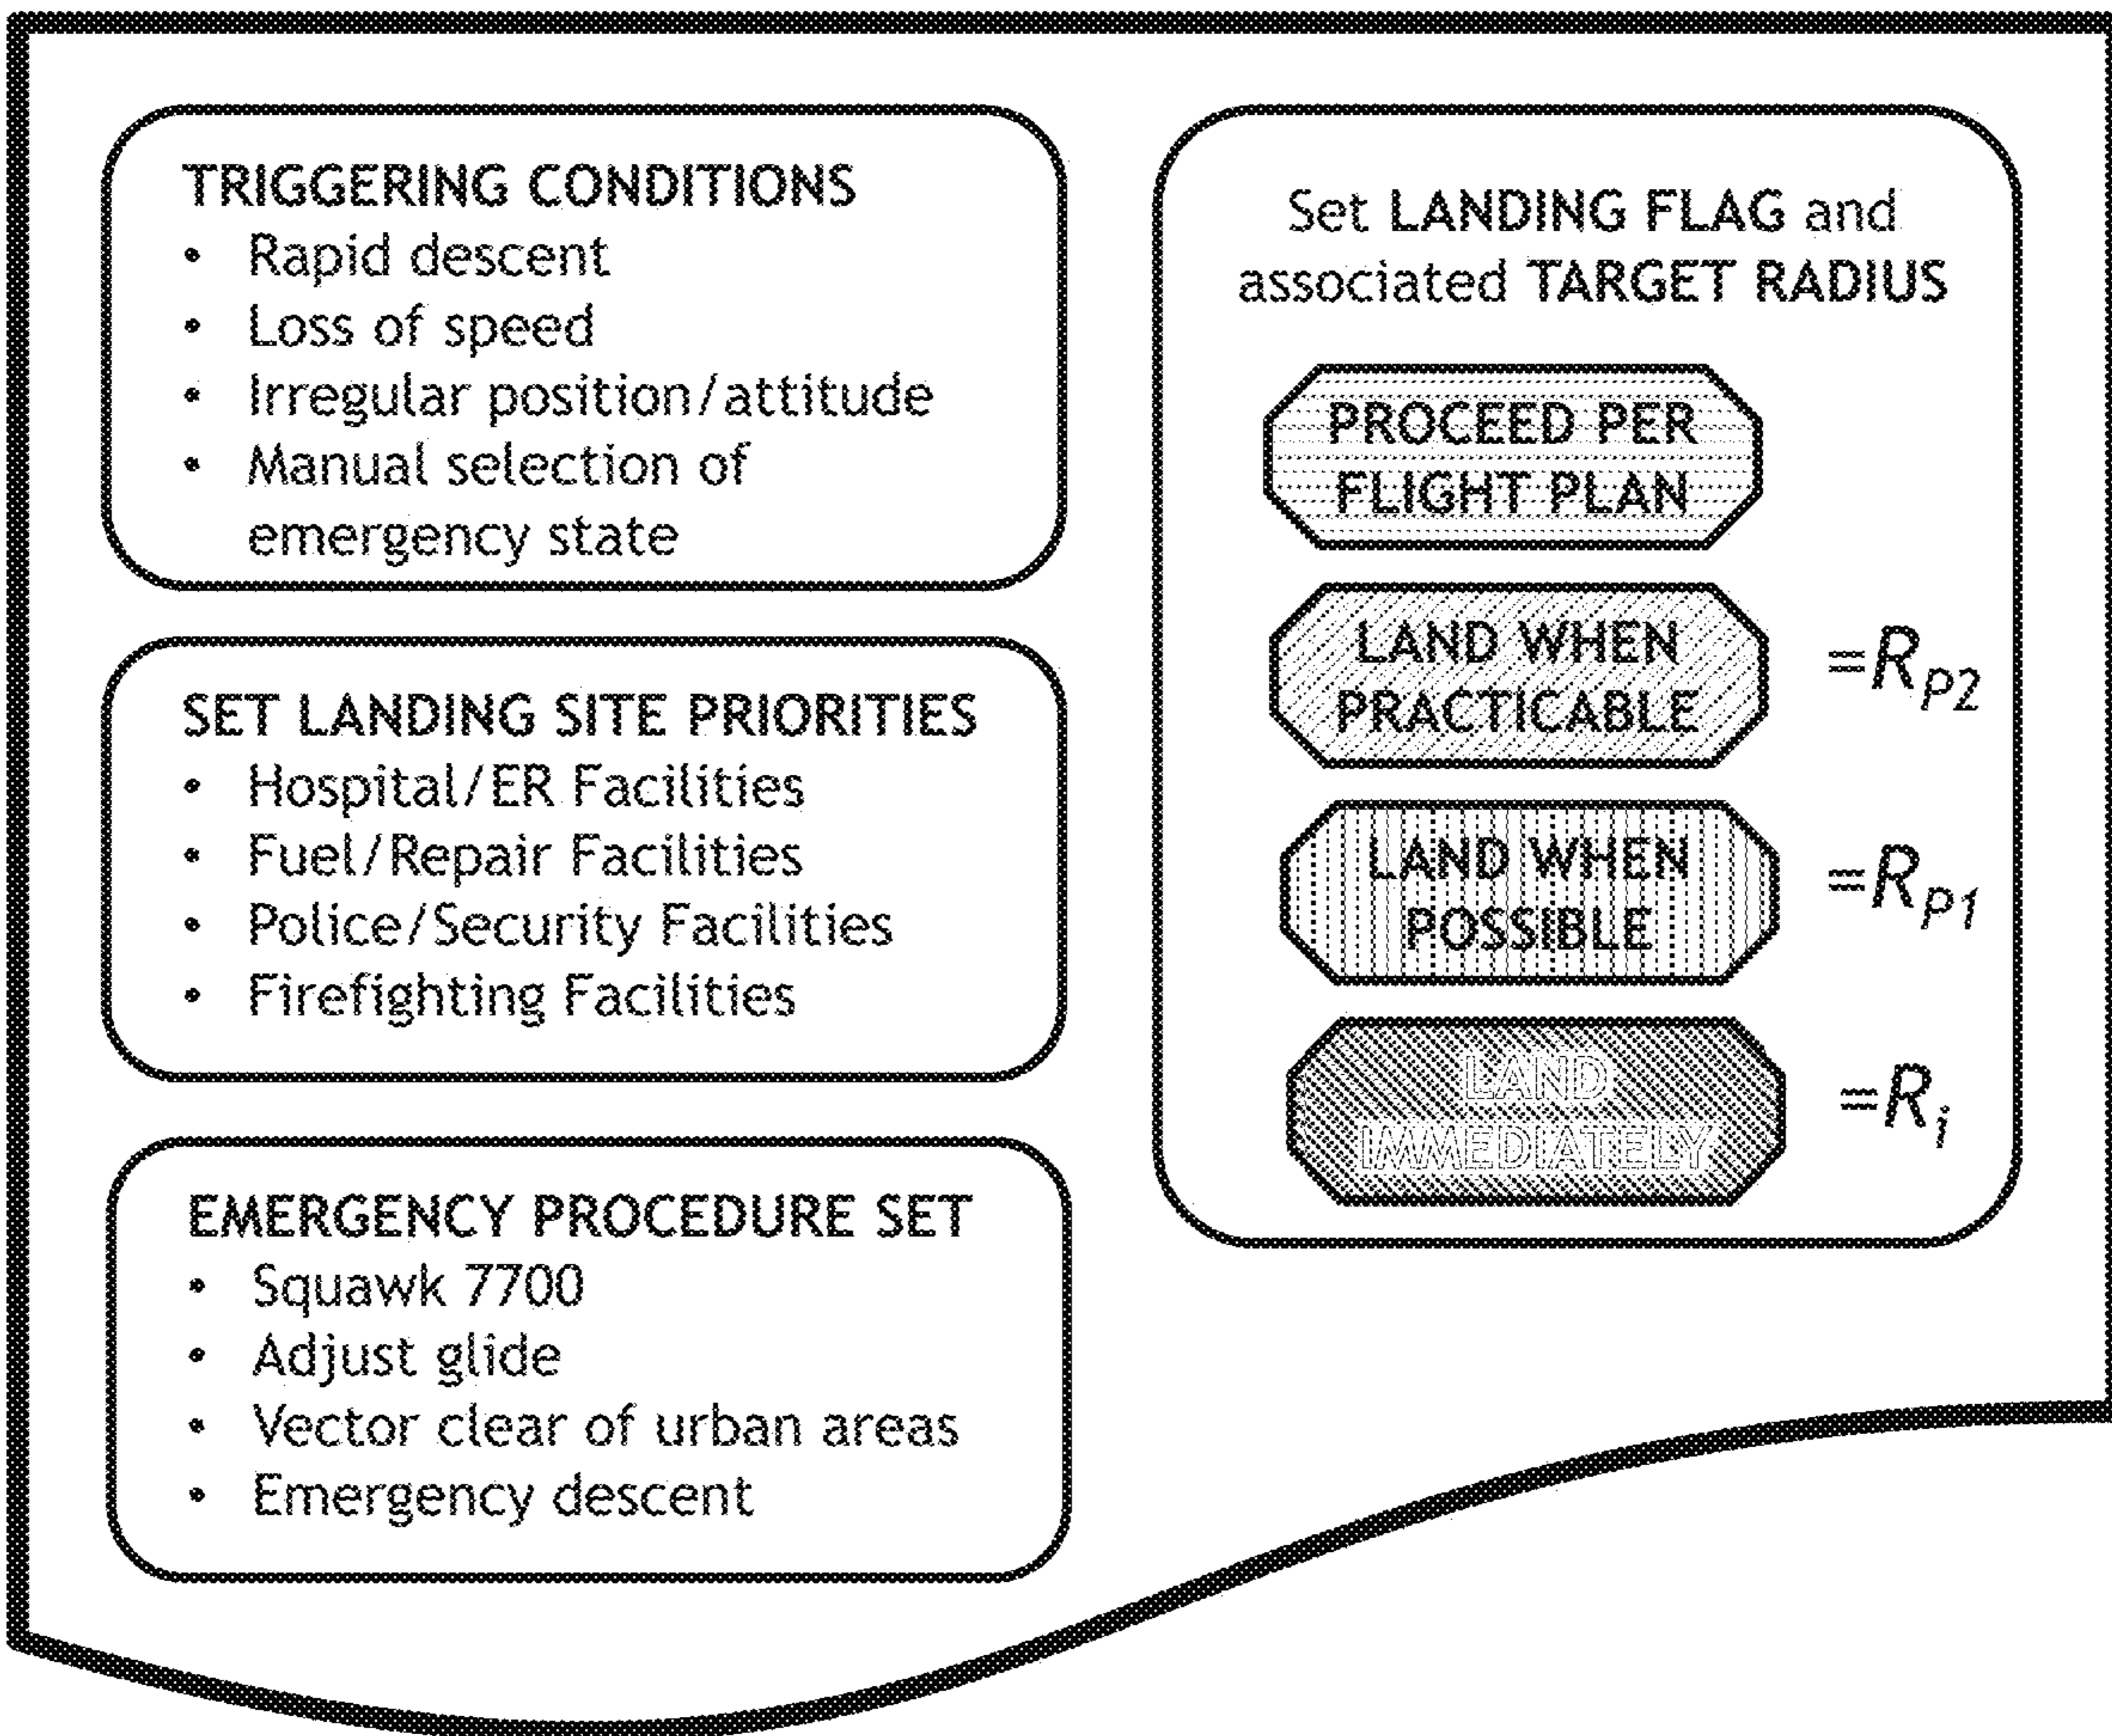 TRIGGERING CONDITIONS
• Rapid descent
• Loss of speed
• Irregular position/attitude
• Manual selection of
emergency state
SET LANDING SITE PRIORITIES
• Hospital/ER Facilities
• Fuel/Repair Facilities
• Police/Security Facilities
• Firefighting Facilities
EMERGENCY PROCEDURE SET
• Squawk 7700
• Adjust glide
• Vector clear of urban areas
• Emergency descent
Set LANDING FLAG and
associated TARGET RADIUS
PROCEED PER
FLIGHT PLAN
LAND WHEN
PRACTICABLE
=R_P2
LAND WHEN
POSSIBLE
=R_P1
LAND
IMMEDIATELY
=R_i